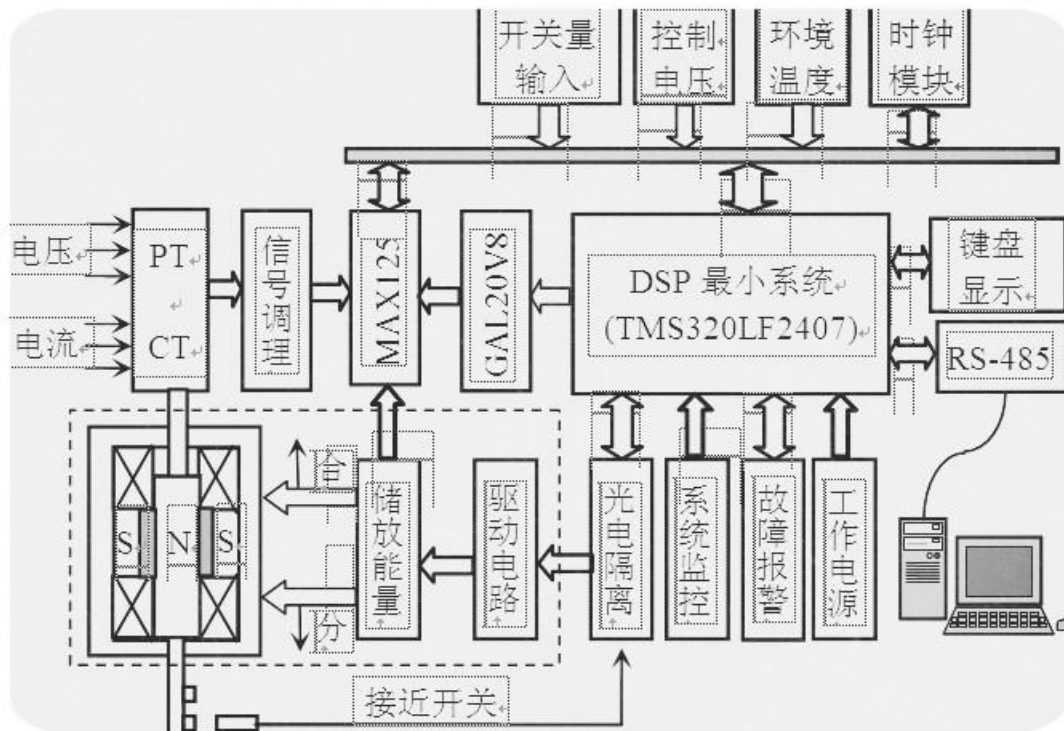 开关量
输入
控制
电压
环境
温度
时钟
模块
电压
电流
PT
CT
信号调理
MAX125
GAL20V8
DSP 最小系统
(TMS320LF2407)
键盘
显示
RS-485
合
分
S
N
S
储放能量
驱动电路
光电隔离
系统监控
故障报警
工作电源
接近开关